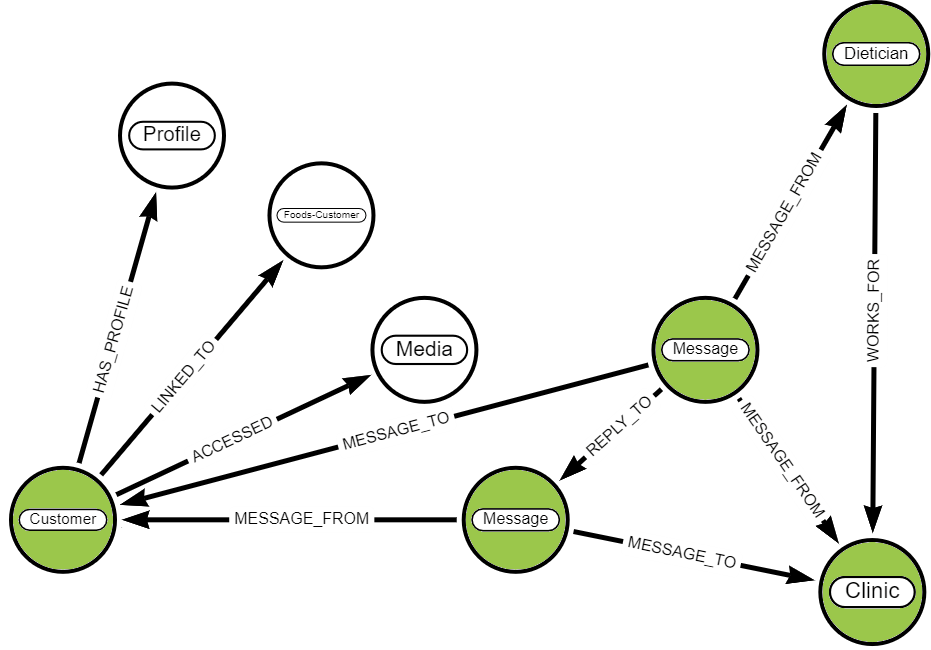 Dietician
Profile
Foods-Customer
MESSAGE_FROM
WORKS_FOR
HAS_PROFILE
LINKED_TO
Media
Message
ACCESSED
MESSAGE_TO
REPLY_TO
MESSAGE_FROM
Customer
MESSAGE_FROM
Message
MESSAGE_TO
Clinic